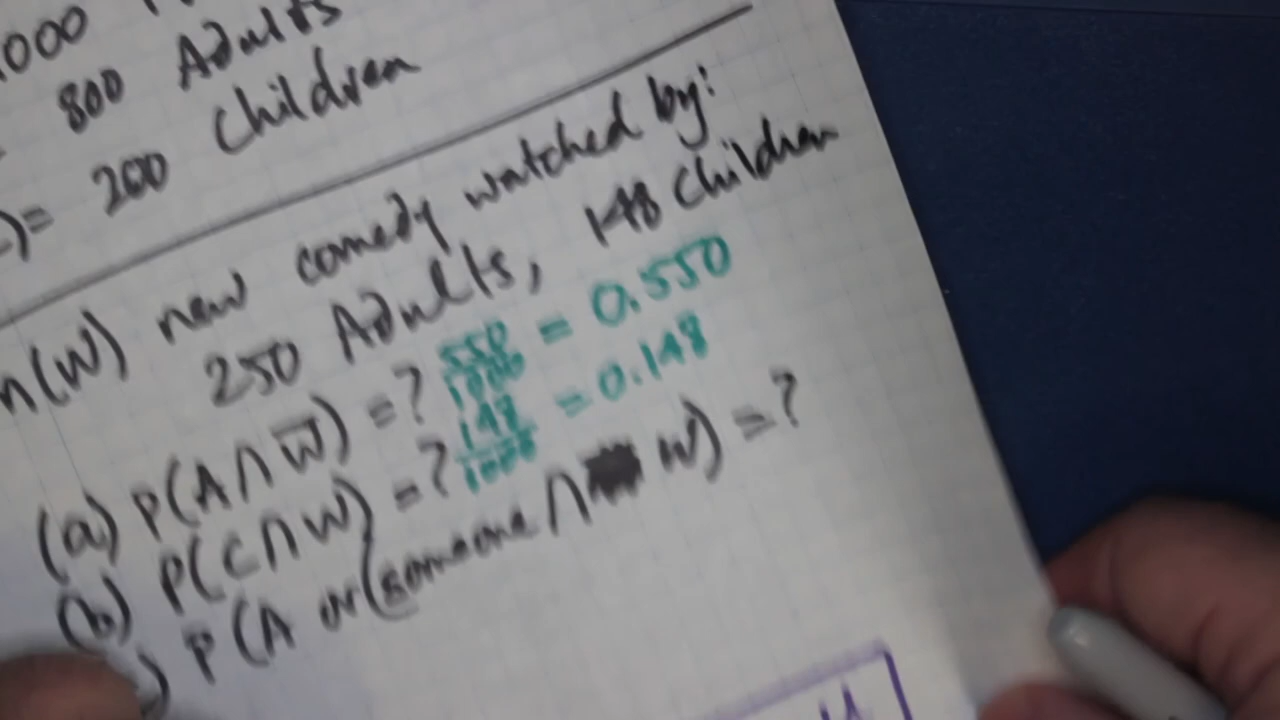 000
800 Adults
)= 200 Children
n(W) new comedy watched by:
250 Adults, 148 Children
(a) P(A∩W̅) =? 550/1000 = 0.550
(b) P(C∩W) =? 148/1000 = 0.148
) P(A or (someone ∩ W) =?